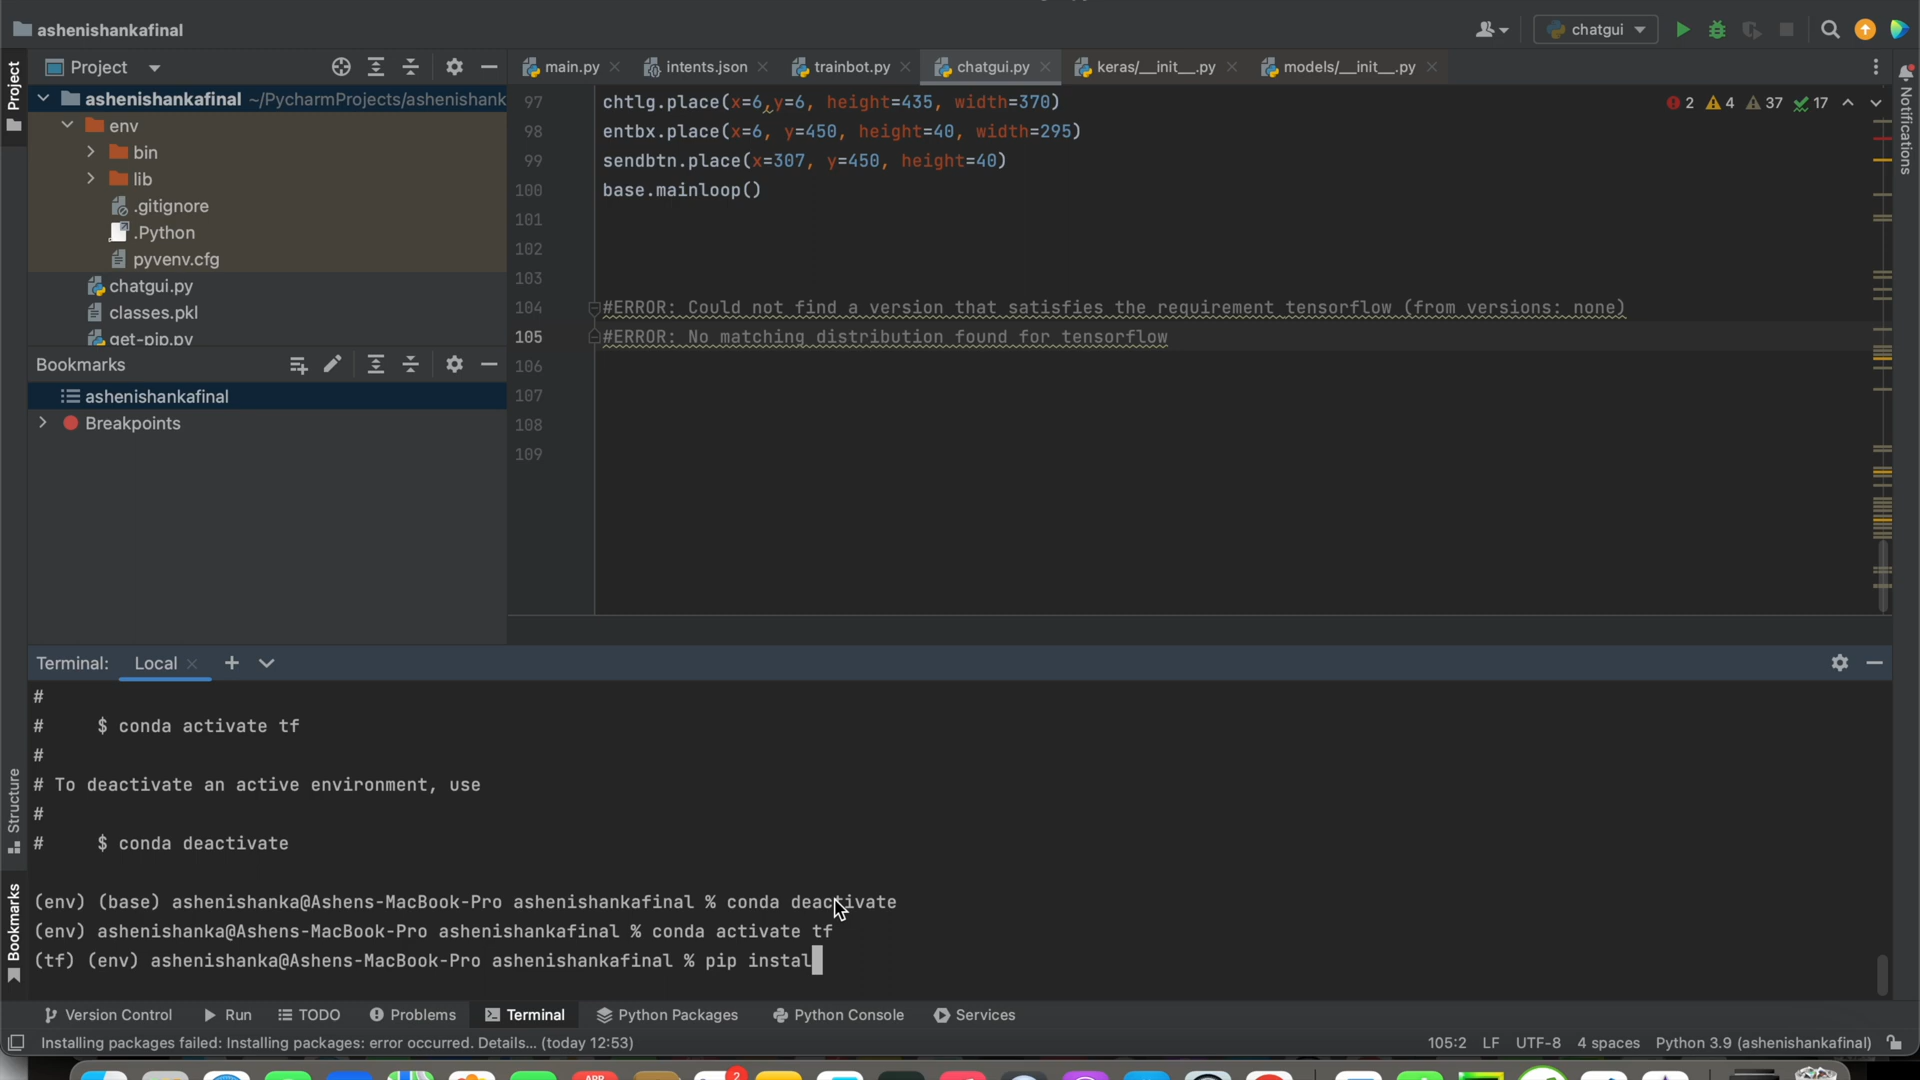 ashenishankafinal
chatgui
Project
main.py
intents.json
trainbot.py
chatgui.py
keras/__init__.py
models/__init__.py
Project
ashenishankafinal ~/PycharmProjects/ashenishank
env
bin
lib
.gitignore
.Python
pyvenv.cfg
chatgui.py
classes.pkl
get-pip.py
Bookmarks
ashenishankafinal
Breakpoints
2 4 37 17
97 chtlg.place(x=6,y=6, height=435, width=370)
98 entbx.place(x=6, y=450, height=40, width=295)
99 sendbtn.place(x=307, y=450, height=40)
100 base.mainloop()
101
102
103
104 #ERROR: Could not find a version that satisfies the requirement tensorflow (from versions: none)
105 #ERROR: No matching distribution found for tensorflow
106
107
108
109
Notifications
Structure
Bookmarks
Terminal: Local
#
# $ conda activate tf
#
# To deactivate an active environment, use
#
# $ conda deactivate
(env) (base) ashenishanka@Ashens-MacBook-Pro ashenishankafinal % conda deactivate
(env) ashenishanka@Ashens-MacBook-Pro ashenishankafinal % conda activate tf
(tf) (env) ashenishanka@Ashens-MacBook-Pro ashenishankafinal % pip instal
Version Control Run TODO Problems Terminal Python Packages Python Console Services
Installing packages failed: Installing packages: error occurred. Details... (today 12:53)
105:2 LF UTF-8 4 spaces Python 3.9 (ashenishankafinal)
APR
2